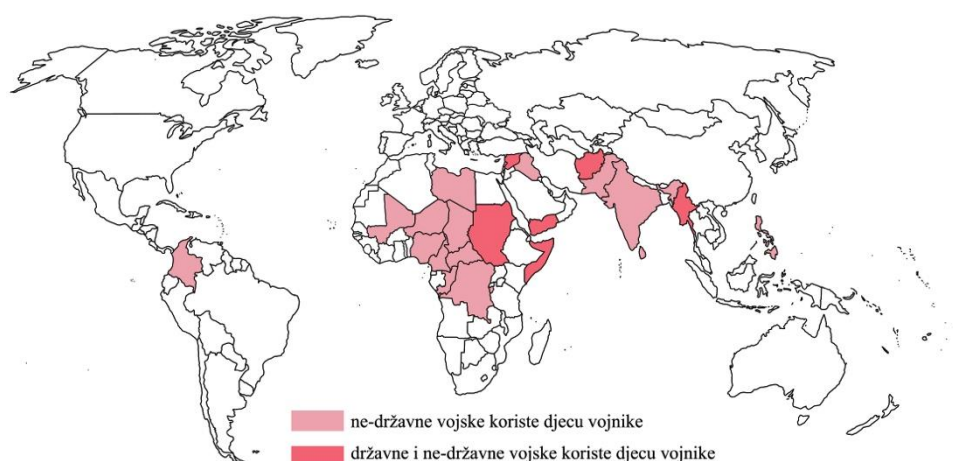 ne-državne vojske koriste djecu vojnike
državne i ne-državne vojske koriste djecu vojnike